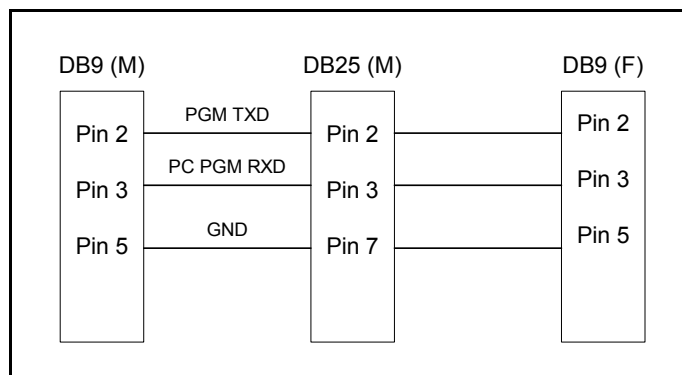 DB9 (M) DB25 (M) DB9 (F)
Pin 2 PGM TXD Pin 2 Pin 2
Pin 3 PC PGM RXD Pin 3 Pin 3
Pin 5 GND Pin 7 Pin 5